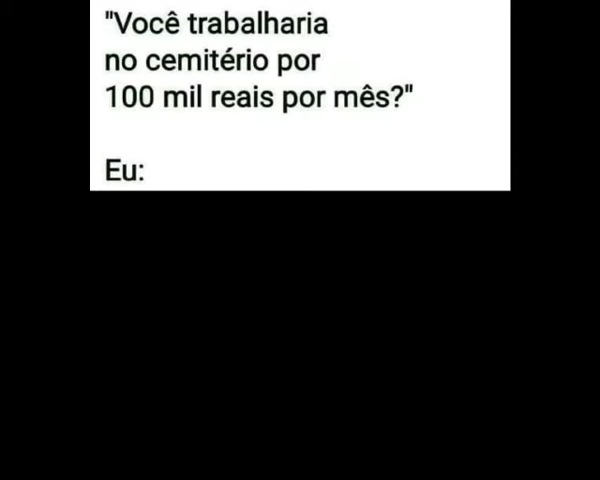 "Você trabalharia
no cemitério por
100 mil reais por mês?"
Eu: